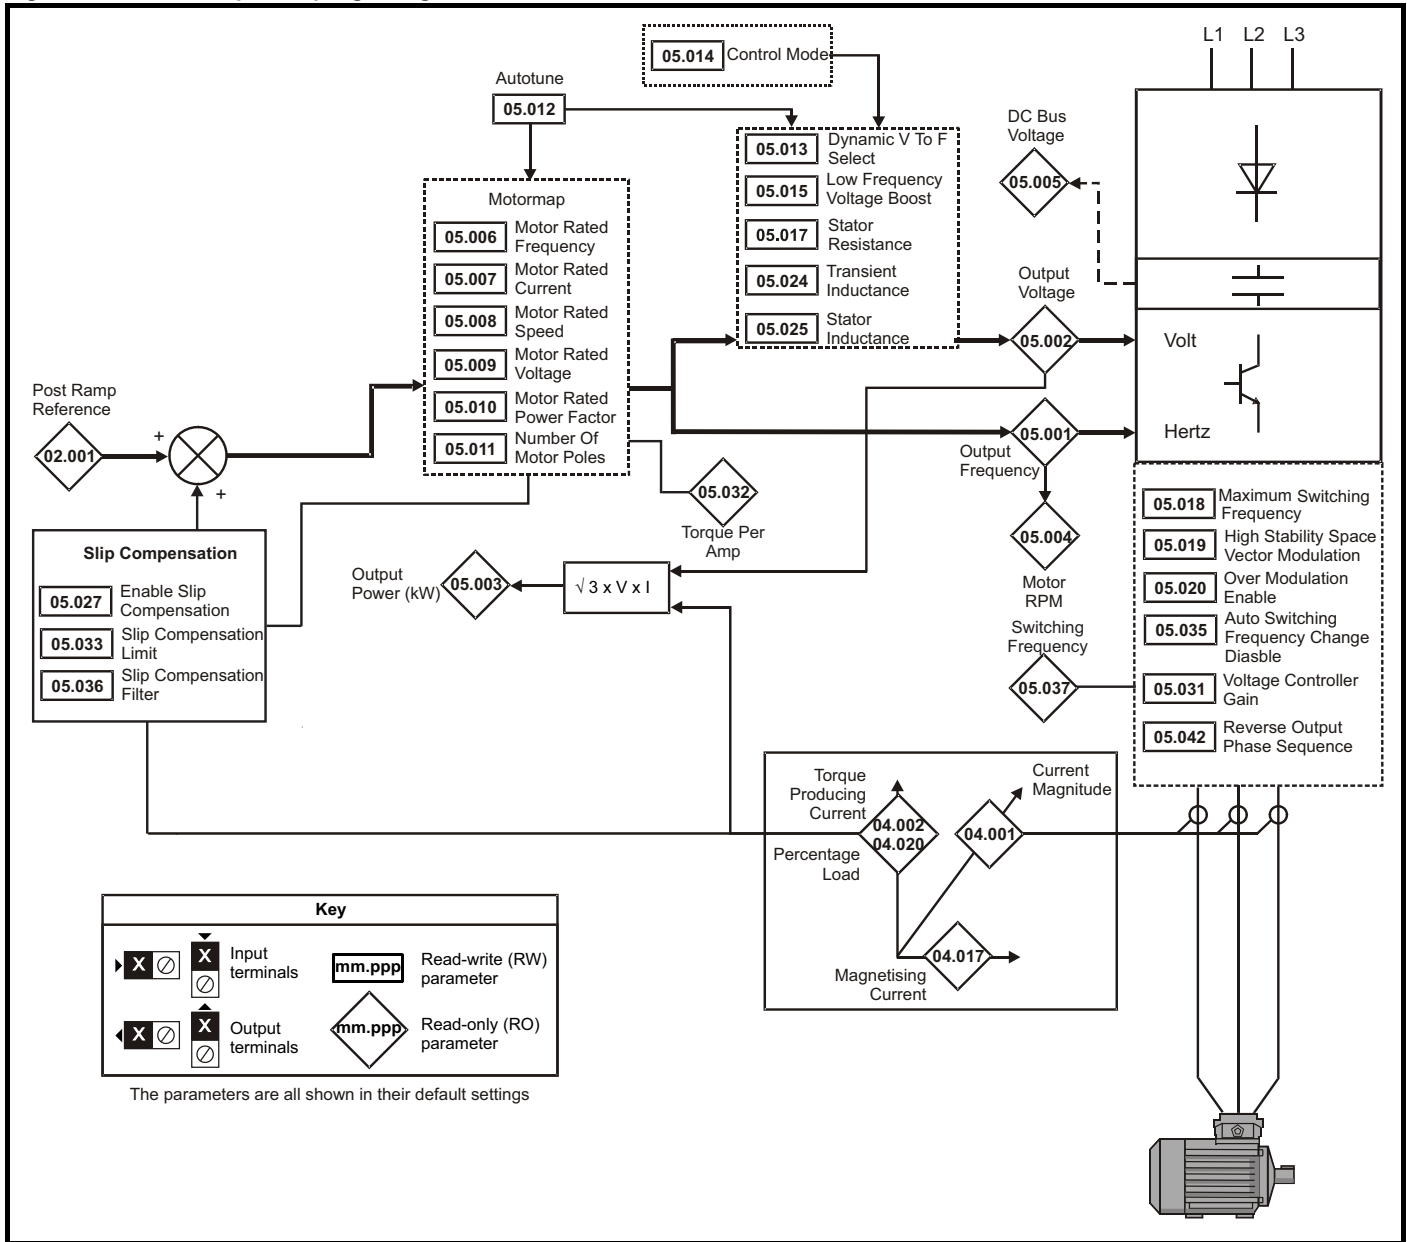 L1 L2 L3
05.014 Control Mode
Autotune
05.012
DC Bus
Voltage
05.005
05.013 Dynamic V To F
Select
05.015 Low Frequency
Voltage Boost
05.017 Stator
Resistance
05.024 Transient
Inductance
05.025 Stator
Inductance
Motormap
05.006 Motor Rated
Frequency
05.007 Motor Rated
Current
05.008 Motor Rated
Speed
05.009 Motor Rated
Voltage
05.010 Motor Rated
Power Factor
05.011 Number Of
Motor Poles
Output
Voltage
05.002
Volt
Hertz
Post Ramp
Reference
02.001
+
+
05.001
Output
Frequency
05.032
Torque Per
Amp
05.004
Motor
RPM
Slip Compensation
05.027 Enable Slip
Compensation
05.033 Slip Compensation
Limit
05.036 Slip Compensation
Filter
Output
Power (kW)
05.003
√ 3 x V x I
Switching
Frequency
05.037
05.018 Maximum Switching
Frequency
05.019 High Stability Space
Vector Modulation
05.020 Over Modulation
Enable
05.035 Auto Switching
Frequency Change
Diasble
05.031 Voltage Controller
Gain
05.042 Reverse Output
Phase Sequence
Torque
Producing
Current
04.002
04.020
Percentage
Load
Current
Magnitude
04.001
04.017
Magnetising
Current
Key
X X Input
terminals
mm.ppp Read-write (RW)
parameter
X X Output
terminals
mm.ppp Read-only (RO)
parameter
The parameters are all shown in their default settings